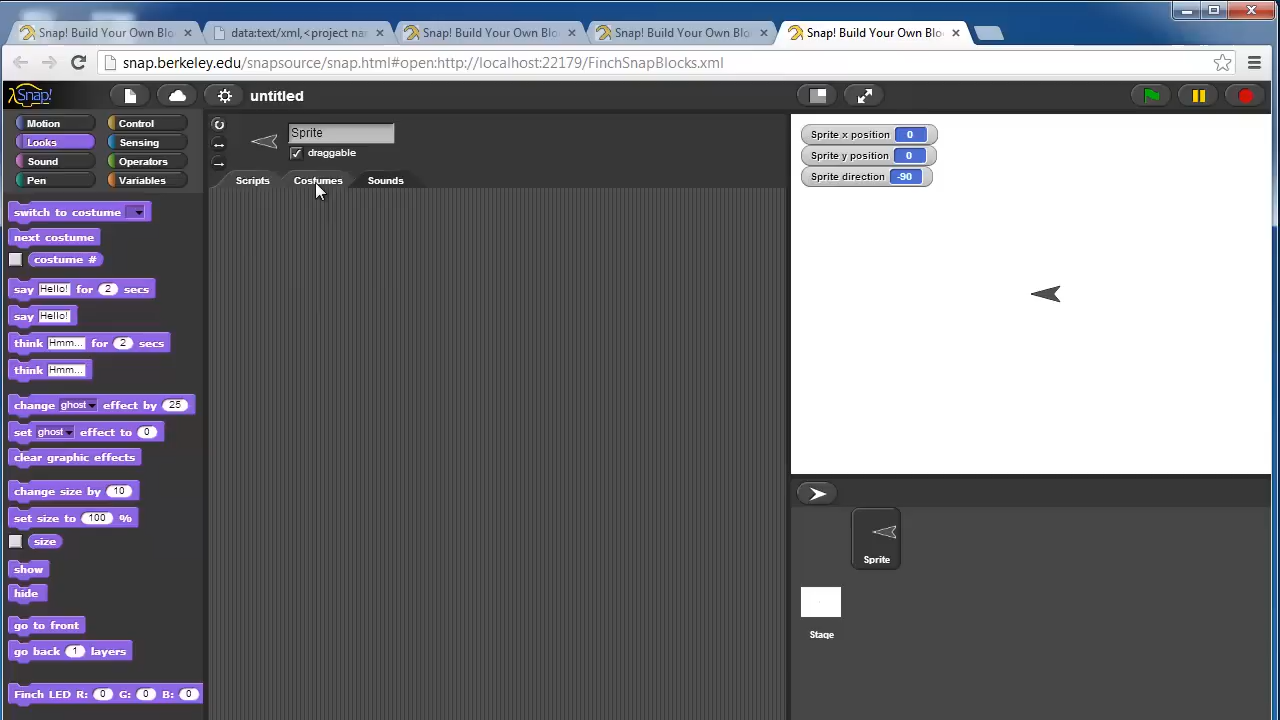 Snap! Build Your Own Blo
data:text/xml,<project na
Snap! Build Your Own Blo
Snap! Build Your Own Blo
Snap! Build Your Own Blo
snap.berkeley.edu/snapsource/snap.html#open:http://localhost:22179/FinchSnapBlocks.xml
Snap!
untitled
Motion
Control
Looks
Sensing
Sound
Operators
Pen
Variables
Sprite
draggable
Scripts
Costumes
Sounds
switch to costume
next costume
costume #
say Hello! for 2 secs
say Hello!
think Hmm... for 2 secs
think Hmm...
change ghost effect by 25
set ghost effect to 0
clear graphic effects
change size by 10
set size to 100 %
size
show
hide
go to front
go back 1 layers
Finch LED R: 0 G: 0 B: 0
Sprite x position 0
Sprite y position 0
Sprite direction -90
Sprite
Stage